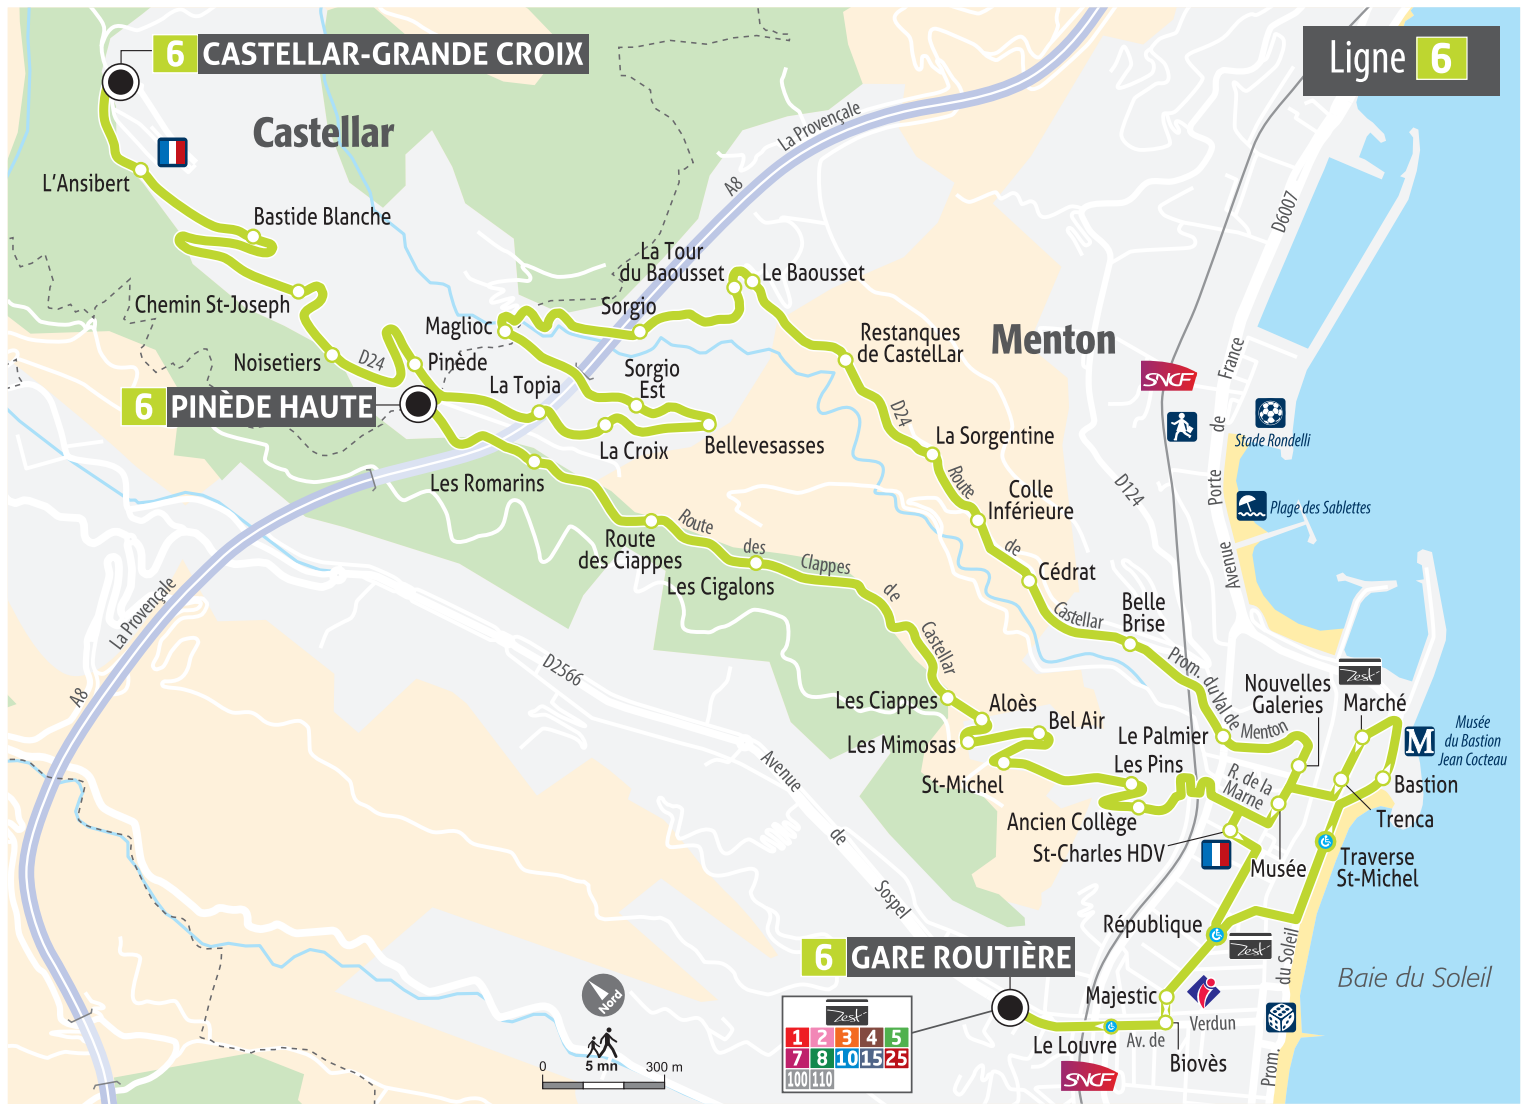 6 CASTELLAR-GRANDE CROIX
Ligne 6
Castellar
La Provençale
A8
L'Ansibert
Bastide Blanche
D6007
La Tour
du Baousset
Le Baousset
Chemin St-Joseph
Sorgio
Maglioc
Restanques
de CastelLar
Menton
Noisetiers
D24
Pinède
France
SNCF
Sorgio
Est
La Topia
6 PINÈDE HAUTE
D24
de
Stade Rondelli
La Croix
Bellevesasses
La Sorgentine
Les Romarins
Route
Colle
Inférieure
D124
Porte
Plage des Sablettes
Route
des Ciappes
Route
des
Clappes
de
Avenue
Les Cigalons
de
Cédrat
La Provençale
Castellar
Belle
Brise
Castellar
D2566
A8
Prom. du Val de Menton
Zest
Les Ciappes
Aloès
Nouvelles
Galeries
Marché
Les Mimosas
Bel Air
Le Palmier
M
Musée
du Bastion
Jean Cocteau
Les Pins
St-Michel
Avenue
R. de la
Marne
Bastion
Ancien Collège
Trenca
de
St-Charles HDV
Musée
Traverse
St-Michel
Sospel
République
Zest
6 GARE ROUTIÈRE
du Soleil
Baie du Soleil
Nord
Majestic
Zest
Verdun
1 2 3 4 5
7 8 10 15 25
100 110
Le Louvre
Av. de
Biovès
Prom.
SNCF
0 5 mn 300 m